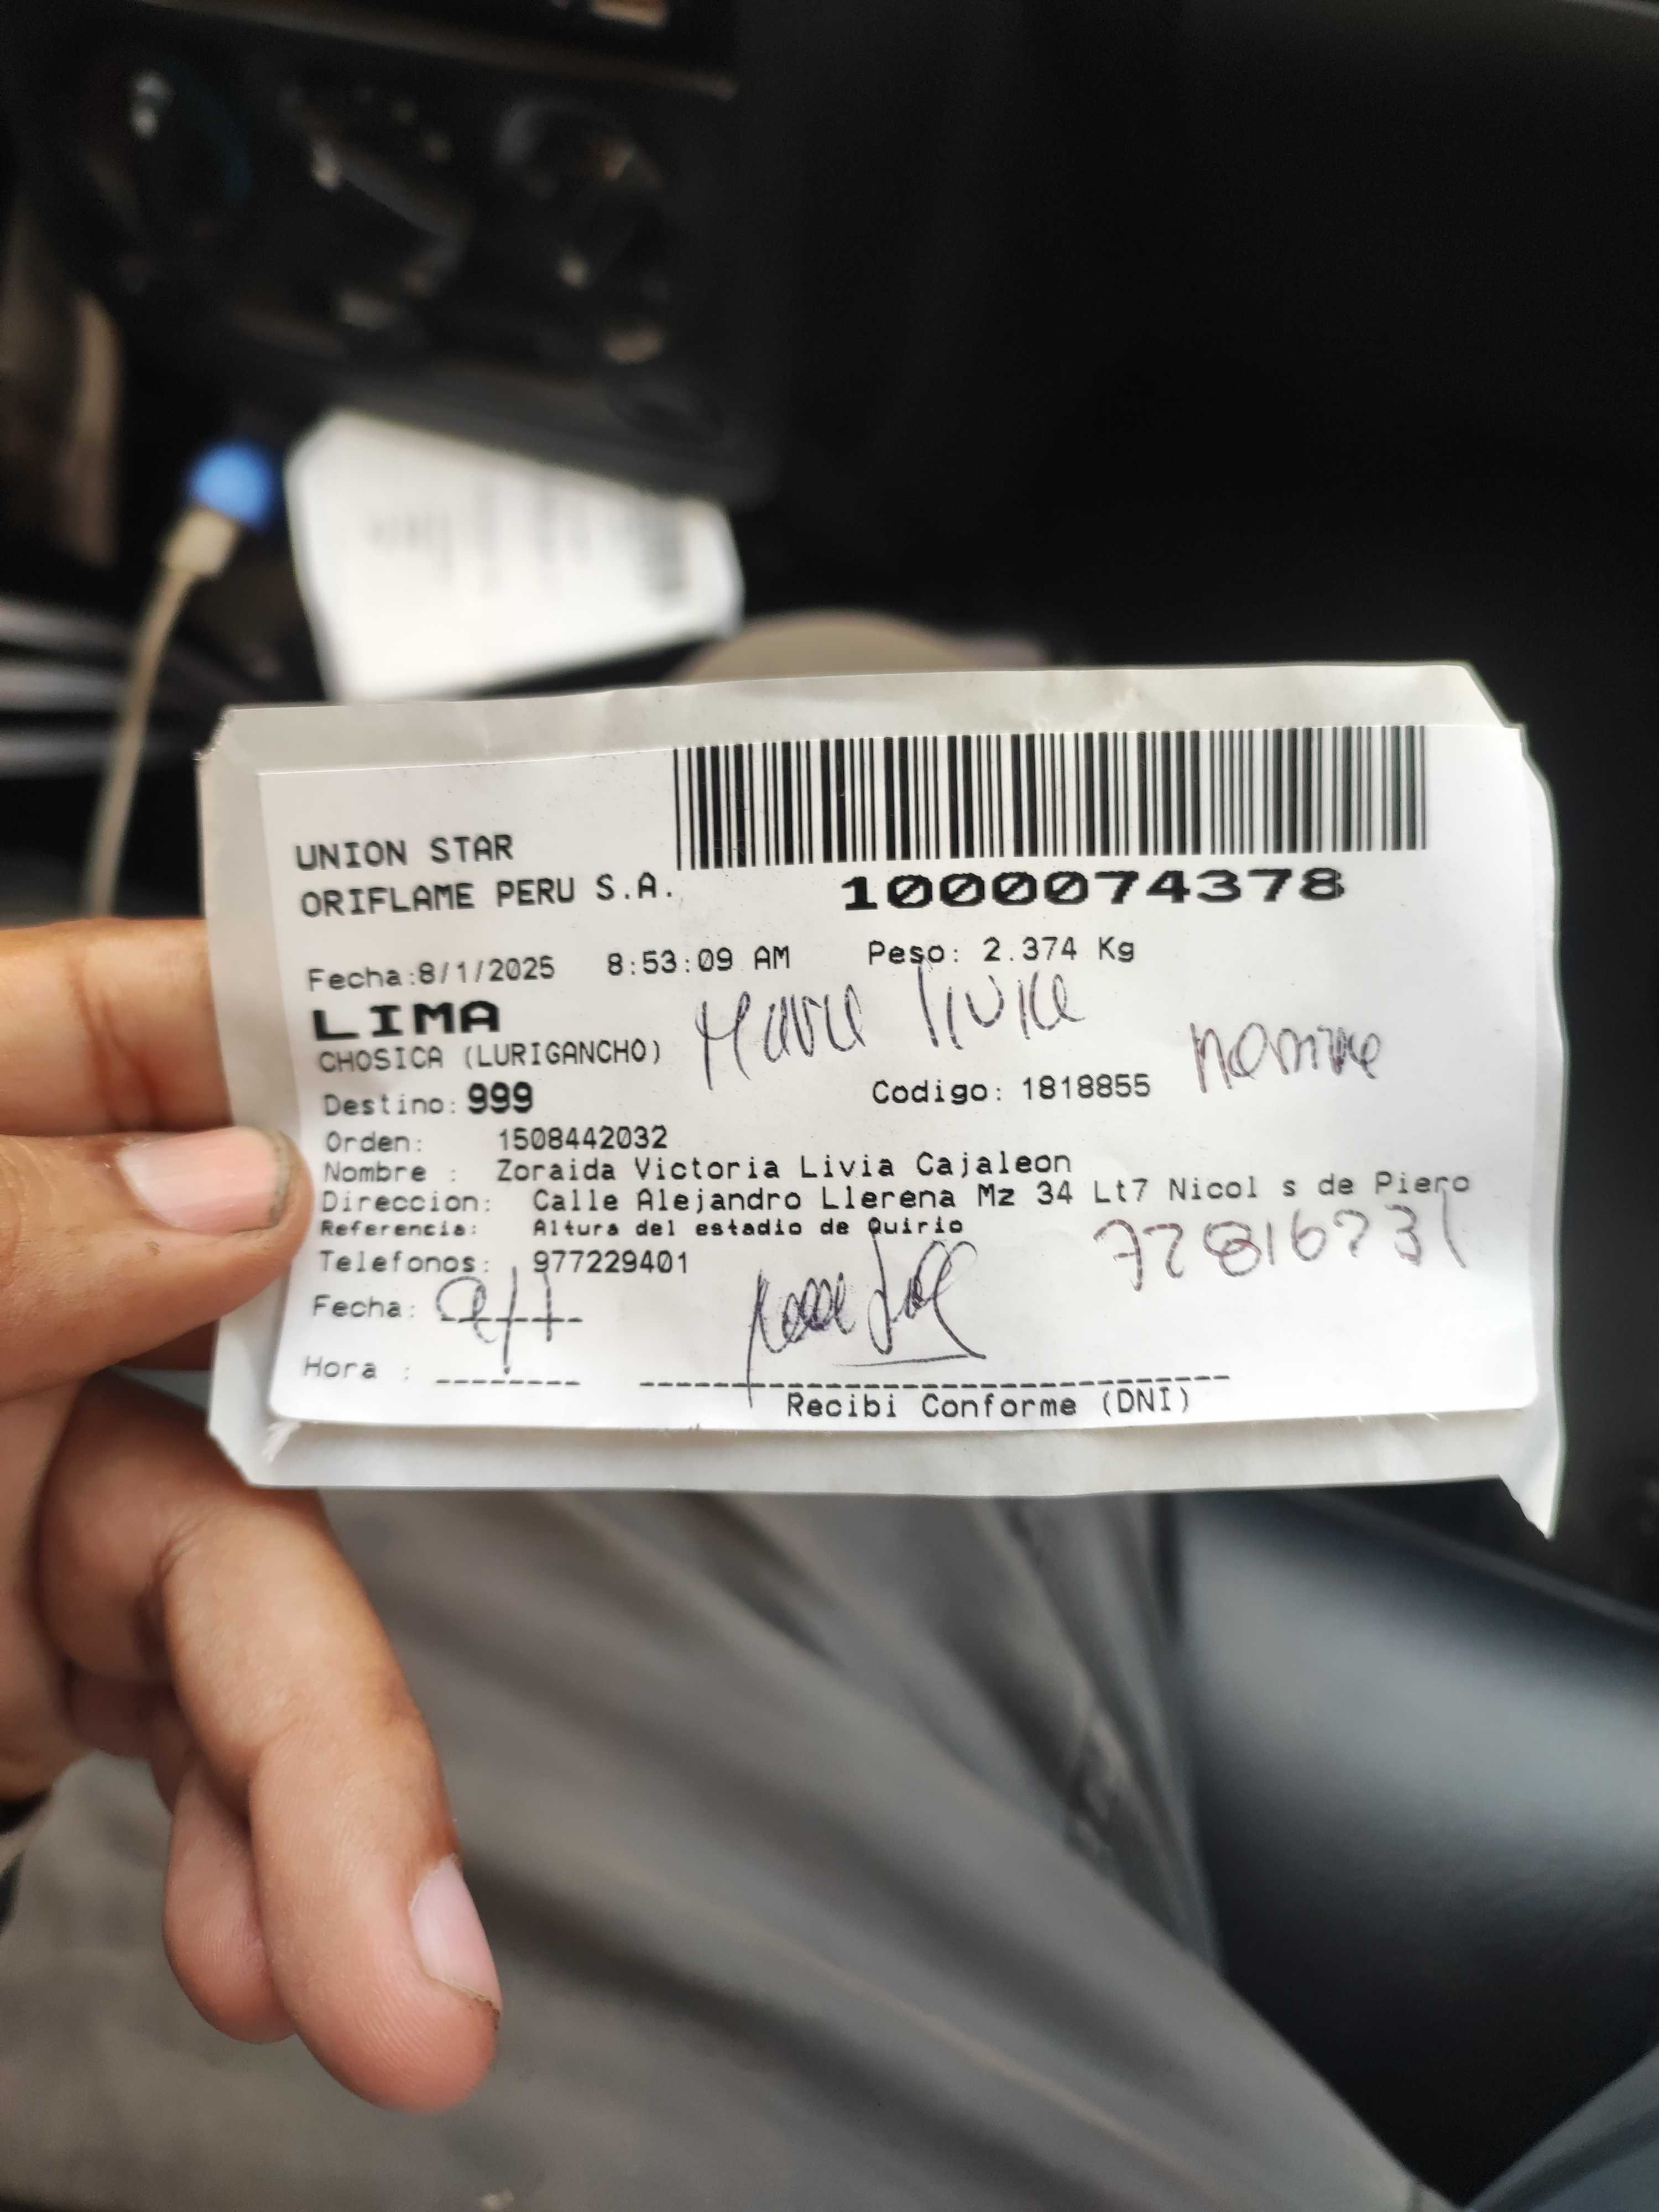 UNION STAR
ORIFLAME PERU S.A.
1000074378
Fecha:8/1/2025 8:53:09 AM Peso: 2.374 Kg
LIMA
CHOSICA (LURIGANCHO)
Destino: 999 Codigo: 1818855
Orden: 1508442032
Nombre : Zoraida Victoria Livia Cajaleon
Direccion: Calle Alejandro Llerena Mz 34 Lt7 Nicol s de Piero
Referencia: Altura del estadio de Quirio
Telefonos: 977229401
Fecha:
Hora :
Recibi Conforme (DNI)